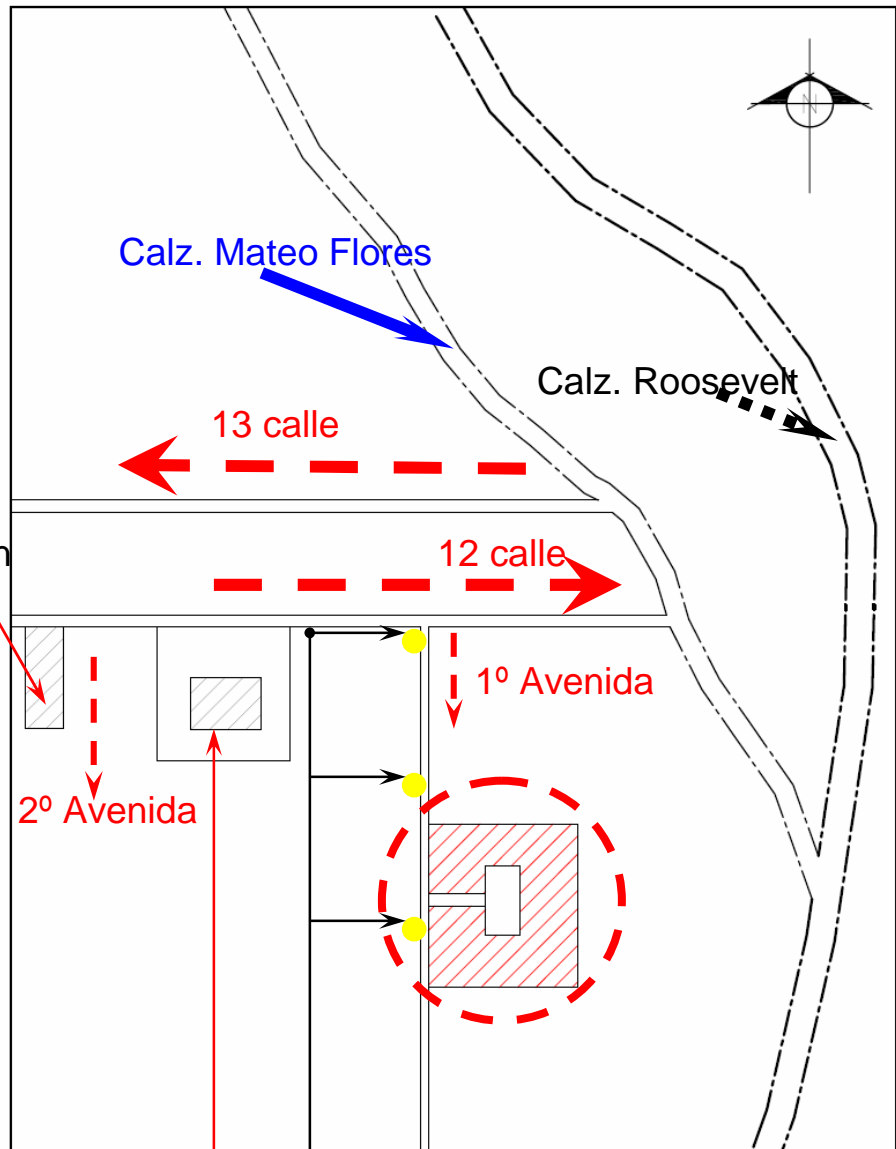 N
Calz. Mateo Flores
Calz. Roosevelt
13 calle
12 calle
n
1º Avenida
2º Avenida